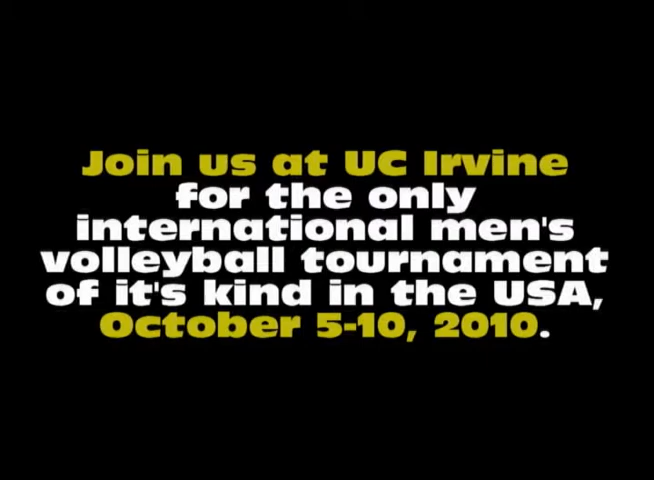 Join us at UC Irvine
for the only
international men's
volleyball tournament
of it's kind in the USA,
October 5-10, 2010.